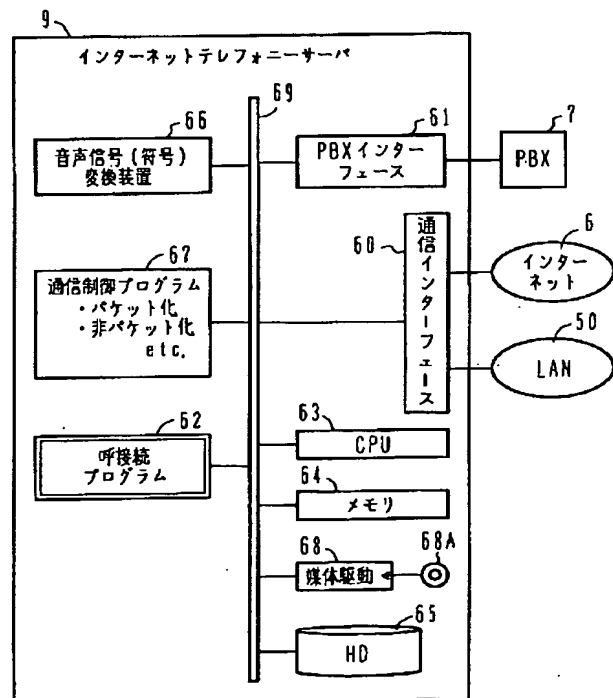 9
インターネットテレフォニーサーバ
66
音声信号(符号)
変換装置
69
61
PBXインター
フェース
7
PBX
67
通信制御プログラム
・パケット化
・非パケット化
etc.
60
通信インターフェース
6
インター
ネット
50
LAN
62
呼接続
プログラム
63
CPU
64
メモリ
68
媒体駆動
68A
65
HD